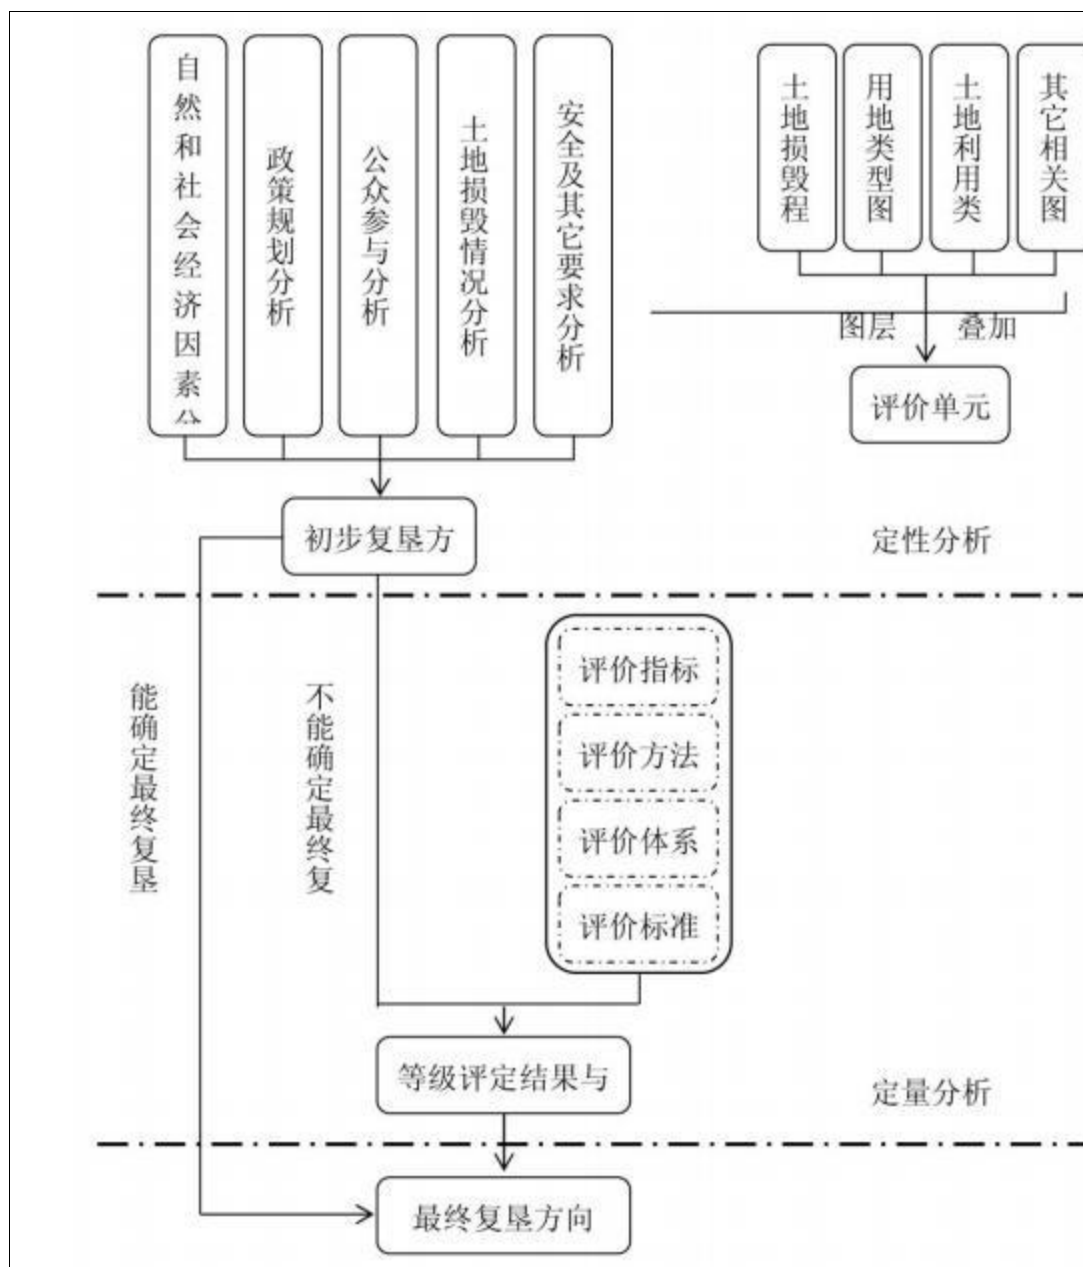 自然和社会经济因素分
政策规划分析
公众参与分析
土地损毁情况分析
安全及其它要求分析
土地损毁程
用地类型图
土地利用类
其它相关图
图层 叠加
评价单元
初步复垦方
定性分析
能确定最终复垦
不能确定最终复
评价指标
评价方法
评价体系
评价标准
等级评定结果与
定量分析
最终复垦方向